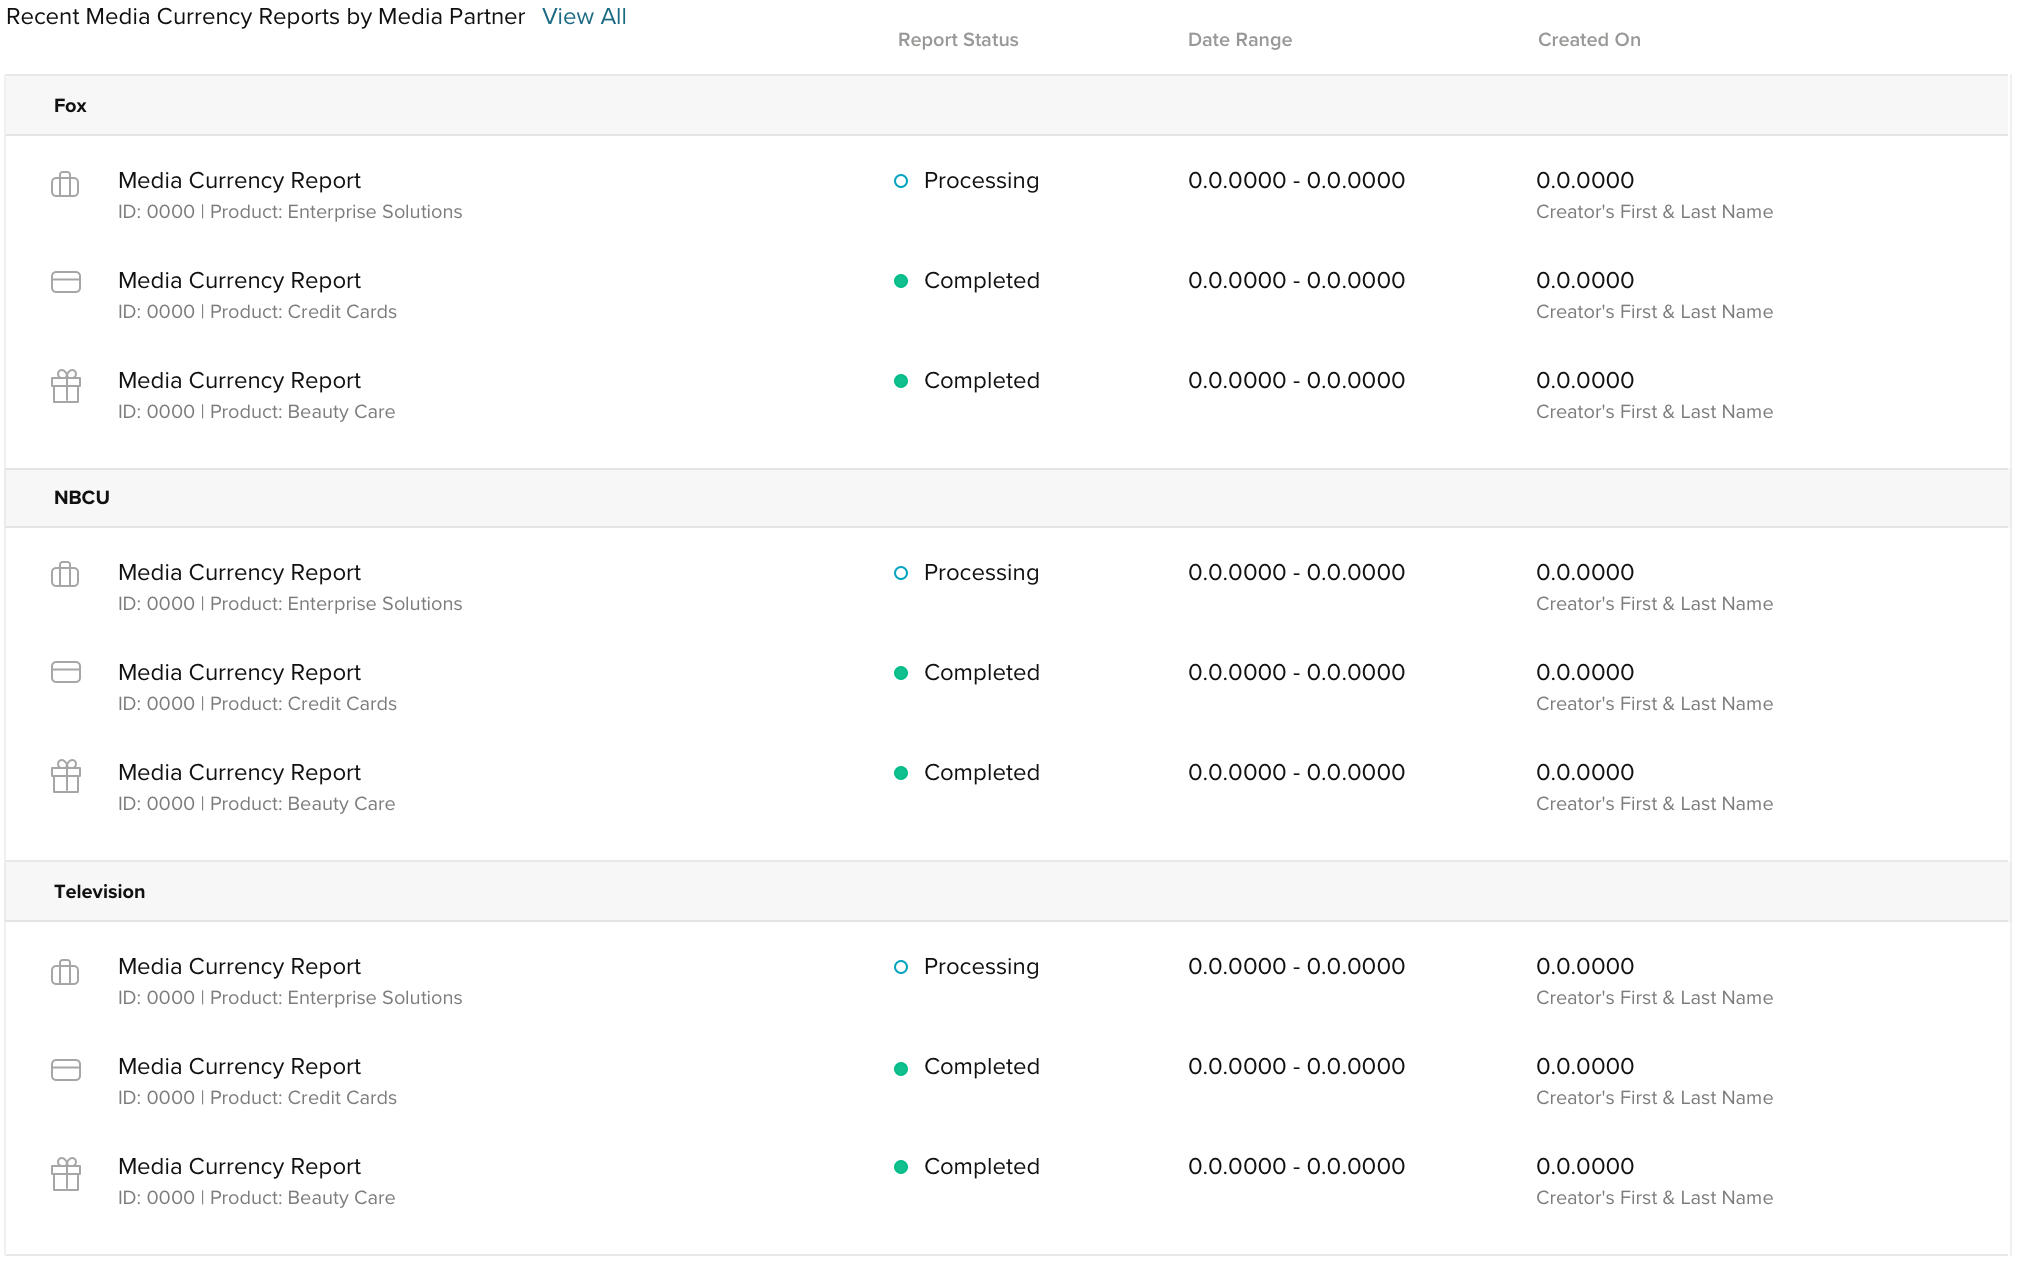 Recent Media Currency Reports by Media Partner View All
Report Status Date Range Created On
Fox
Media Currency Report Processing 0.0.0000 - 0.0.0000 0.0.0000
ID: 0000 | Product: Enterprise Solutions Creator's First & Last Name
Media Currency Report Completed 0.0.0000 - 0.0.0000 0.0.0000
ID: 0000 | Product: Credit Cards Creator's First & Last Name
Media Currency Report Completed 0.0.0000 - 0.0.0000 0.0.0000
ID: 0000 | Product: Beauty Care Creator's First & Last Name
NBCU
Media Currency Report Processing 0.0.0000 - 0.0.0000 0.0.0000
ID: 0000 | Product: Enterprise Solutions Creator's First & Last Name
Media Currency Report Completed 0.0.0000 - 0.0.0000 0.0.0000
ID: 0000 | Product: Credit Cards Creator's First & Last Name
Media Currency Report Completed 0.0.0000 - 0.0.0000 0.0.0000
ID: 0000 | Product: Beauty Care Creator's First & Last Name
Television
Media Currency Report Processing 0.0.0000 - 0.0.0000 0.0.0000
ID: 0000 | Product: Enterprise Solutions Creator's First & Last Name
Media Currency Report Completed 0.0.0000 - 0.0.0000 0.0.0000
ID: 0000 | Product: Credit Cards Creator's First & Last Name
Media Currency Report Completed 0.0.0000 - 0.0.0000 0.0.0000
ID: 0000 | Product: Beauty Care Creator's First & Last Name